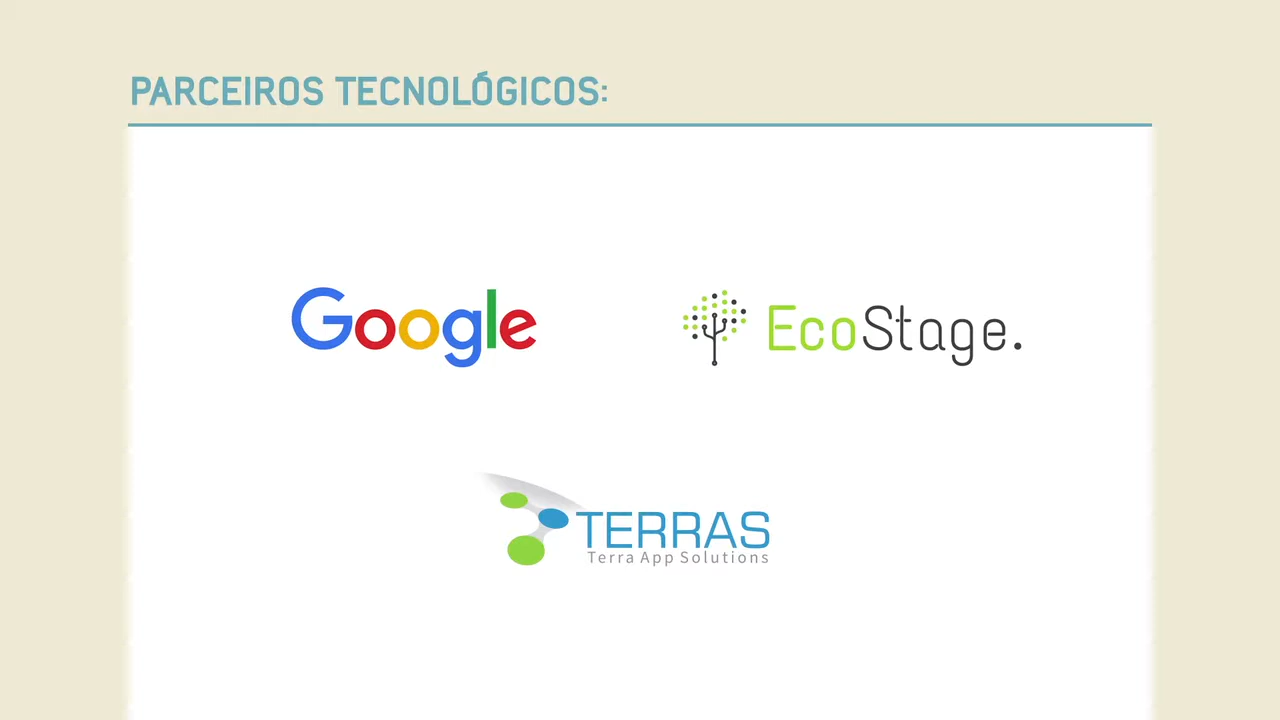 PARCEIROS TECNOLÓGICOS:
Google
EcoStage.
TERRAS
Terra App Solutions